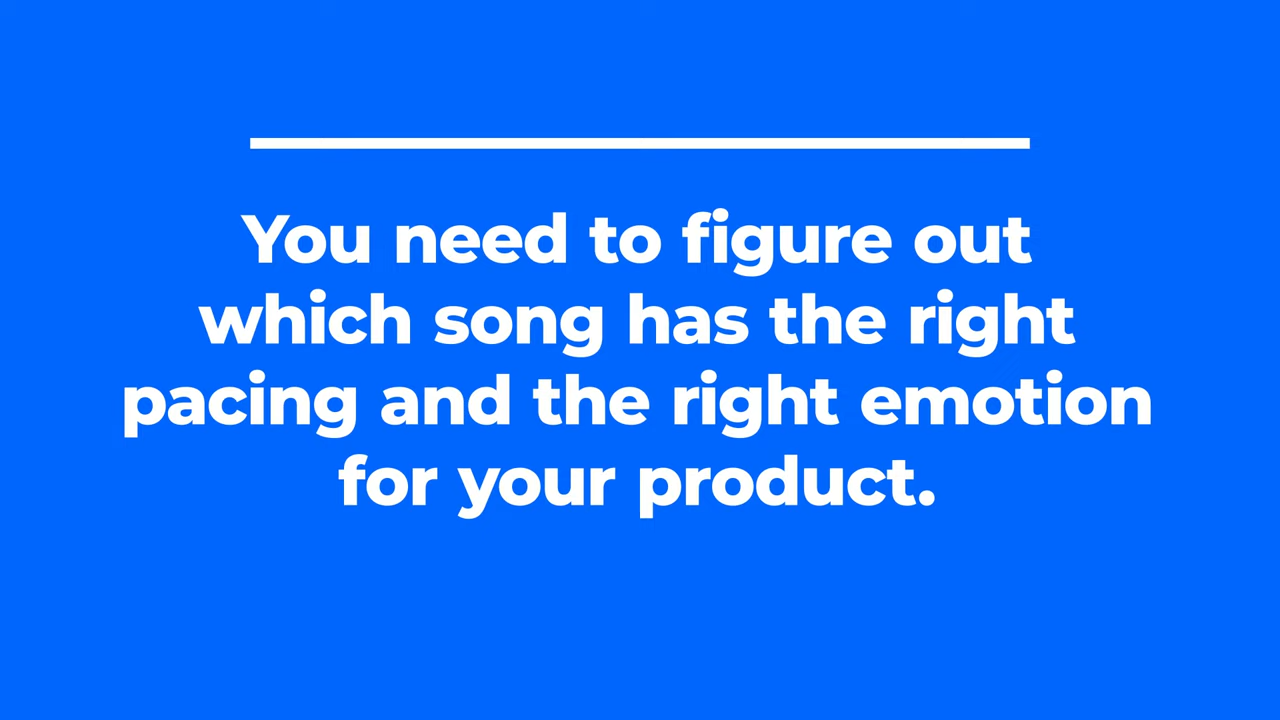 You need to figure out
which song has the right
pacing and the right emotion
for your product.